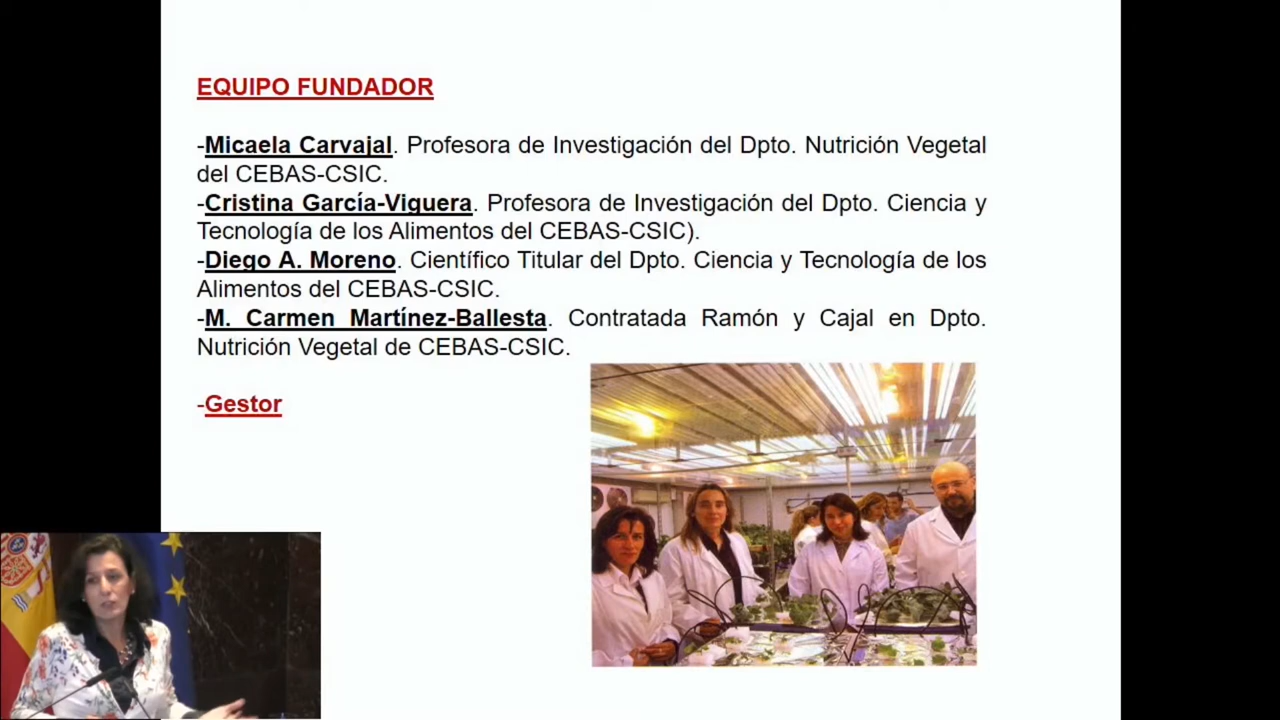 EQUIPO FUNDADOR
-Micaela Carvajal. Profesora de Investigación del Dpto. Nutrición Vegetal
del CEBAS-CSIC.
-Cristina García-Viguera. Profesora de Investigación del Dpto. Ciencia y
Tecnología de los Alimentos del CEBAS-CSIC).
-Diego A. Moreno. Científico Titular del Dpto. Ciencia y Tecnología de los
Alimentos del CEBAS-CSIC.
-M. Carmen Martínez-Ballesta. Contratada Ramón y Cajal en Dpto.
Nutrición Vegetal de CEBAS-CSIC.
-Gestor